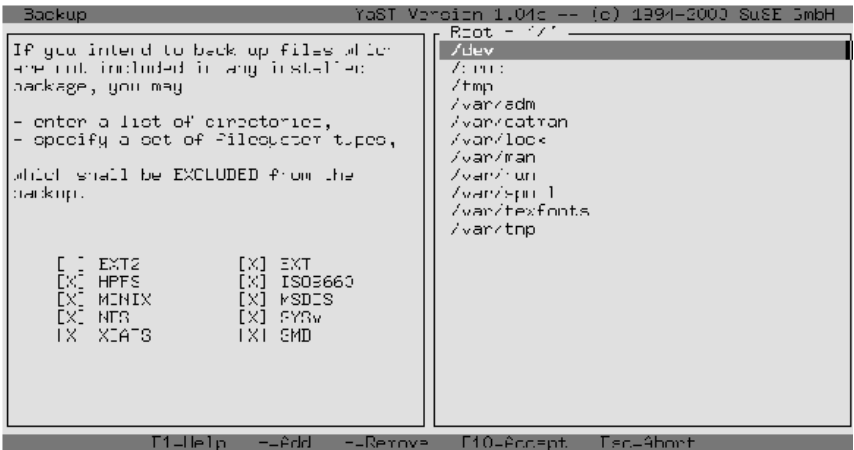 Backup YaST Version 1.04c -- (c) 1994-2000 SuSE GmbH
If you intend to back up files which
are not included in any installed
package, you may
- enter a list of directories,
- specify a set of filesystem types,
which shall be EXCLUDED from the
backup.
[ ] EXT2 [X] EXT
[X] HPFS [X] ISO9660
[X] MINIX [X] MSDOS
[X] NFS [X] SYSV
[X] XIAFS [X] SMB
Root = "/"
/dev
/proc
/tmp
/var/adm
/var/catman
/var/lock
/var/man
/var/run
/var/spool
/var/texfonts
/var/tmp
F1=Help +=Add -=Remove F10=Accept Esc=Abort